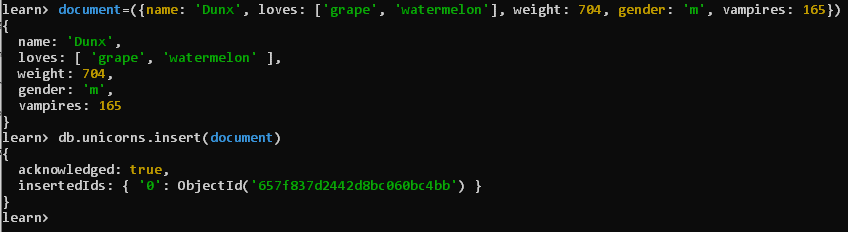 learn> document=({name: 'Dunx', loves: ['grape', 'watermelon'], weight: 704, gender: 'm', vampires: 165})
{
  name: 'Dunx',
  loves: [ 'grape', 'watermelon' ],
  weight: 704,
  gender: 'm',
  vampires: 165
}
learn> db.unicorns.insert(document)
{
  acknowledged: true,
  insertedIds: { '0': ObjectId('657f837d2442d8bc060bc4bb') }
}
learn>